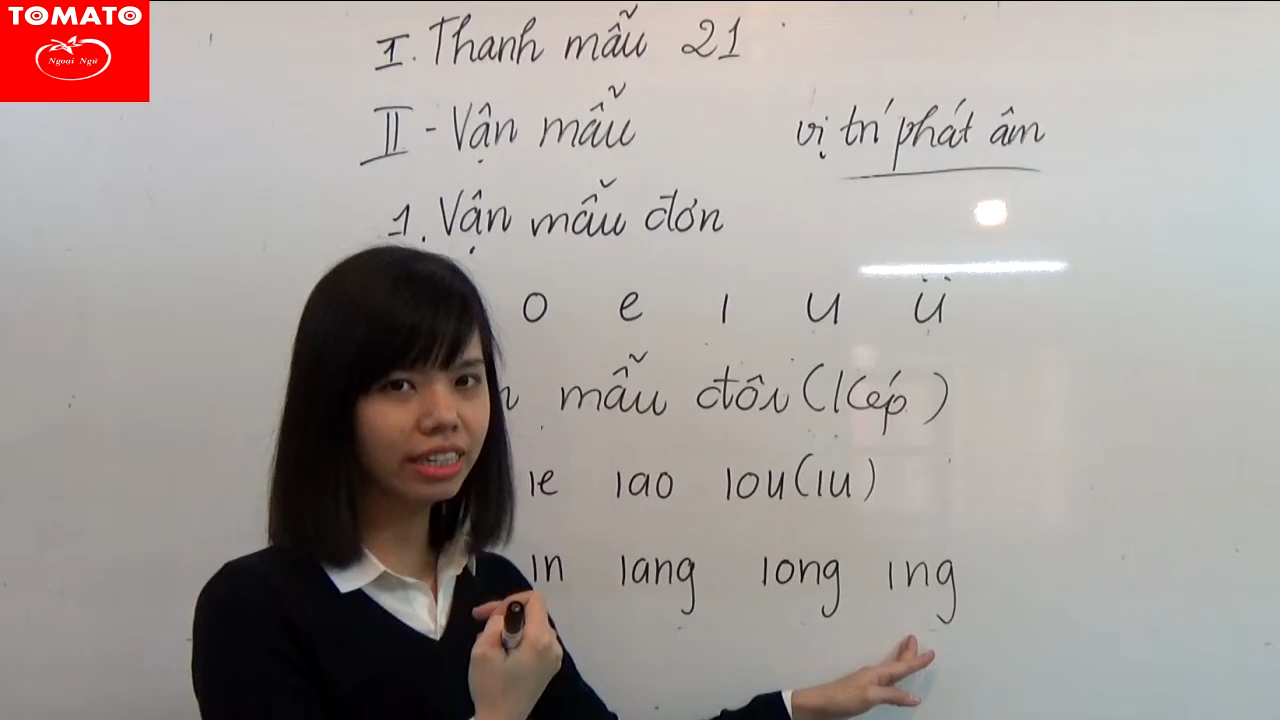 TOMATO
Ngoại Ngữ
I. Thanh mẫu 21
II - Vận mẫu
vị trí phát âm
1. Vận mẫu đơn
o e i u ü
mẫu đôi (Kép)
ie iao iou (iu)
in iang iong ing